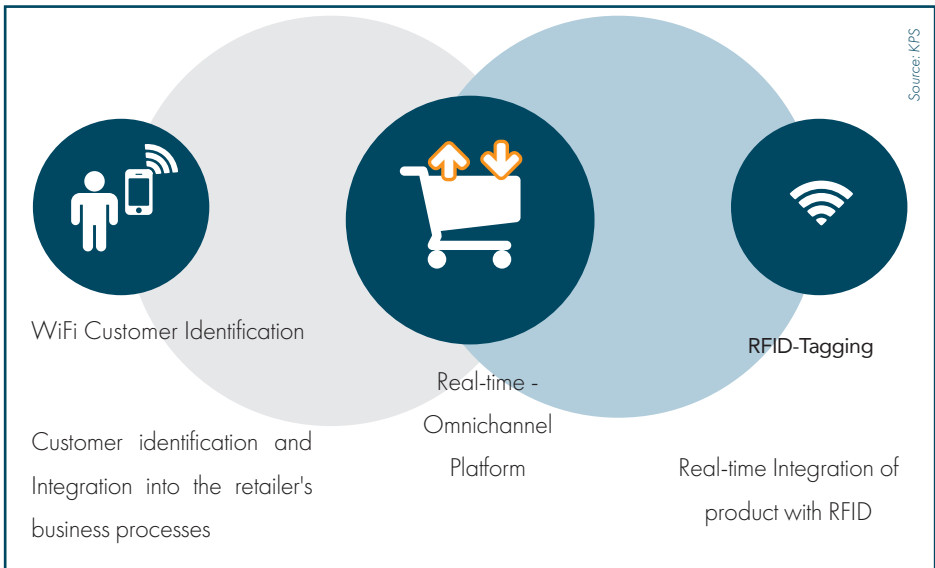 Source: KPS
WiFi Customer Identification
RFID-Tagging
Real-time -
Omnichannel
Platform
Customer identification and
Integration into the retailer's
business processes
Real-time Integration of
product with RFID